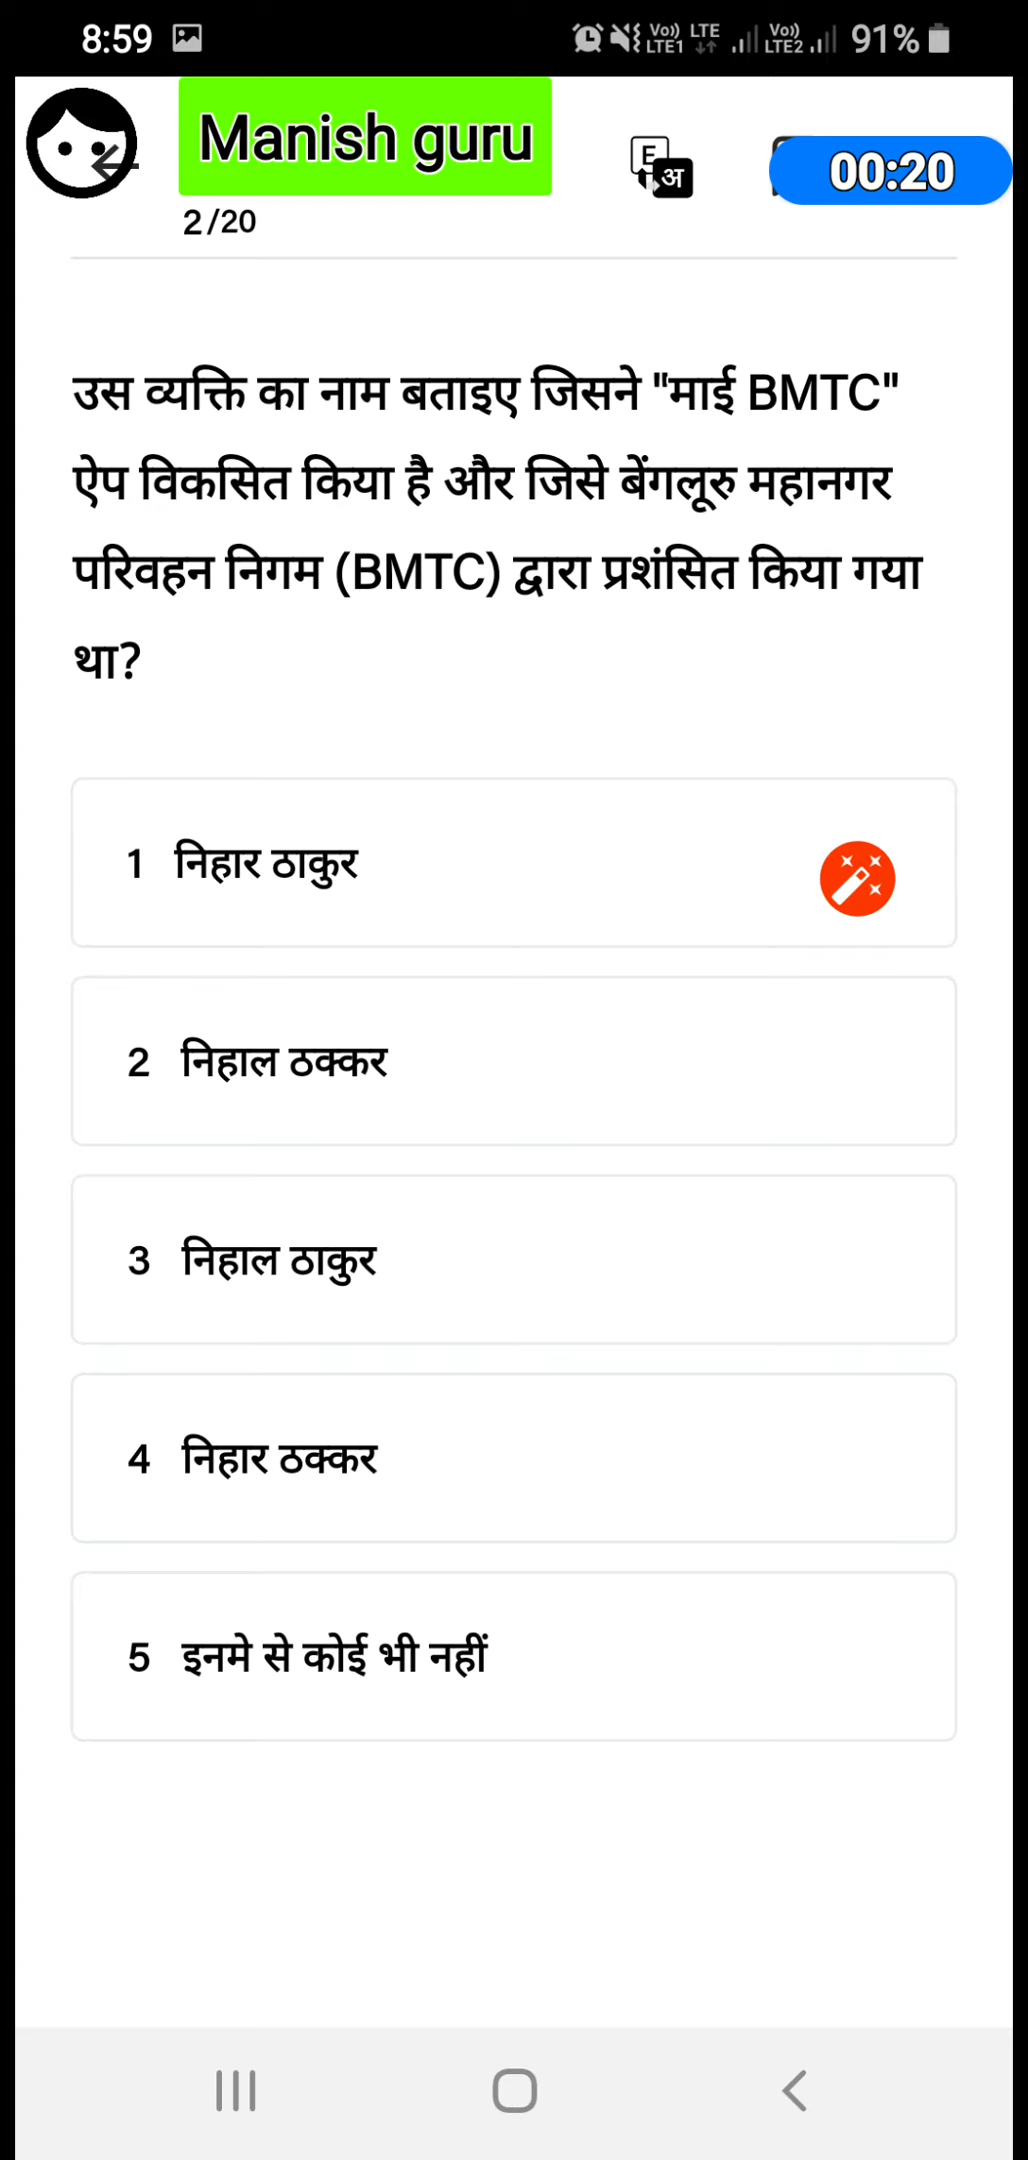 8:59 Vo)) LTE1 LTE Vo)) LTE2 91%
Manish guru
E अ
00:20
2/20
उस व्यक्ति का नाम बताइए जिसने "माई BMTC"
ऐप विकसित किया है और जिसे बेंगलूरु महानगर
परिवहन निगम (BMTC) द्वारा प्रशंसित किया गया
था?
1 निहार ठाकुर
2 निहाल ठक्कर
3 निहाल ठाकुर
4 निहार ठक्कर
5 इनमे से कोई भी नहीं